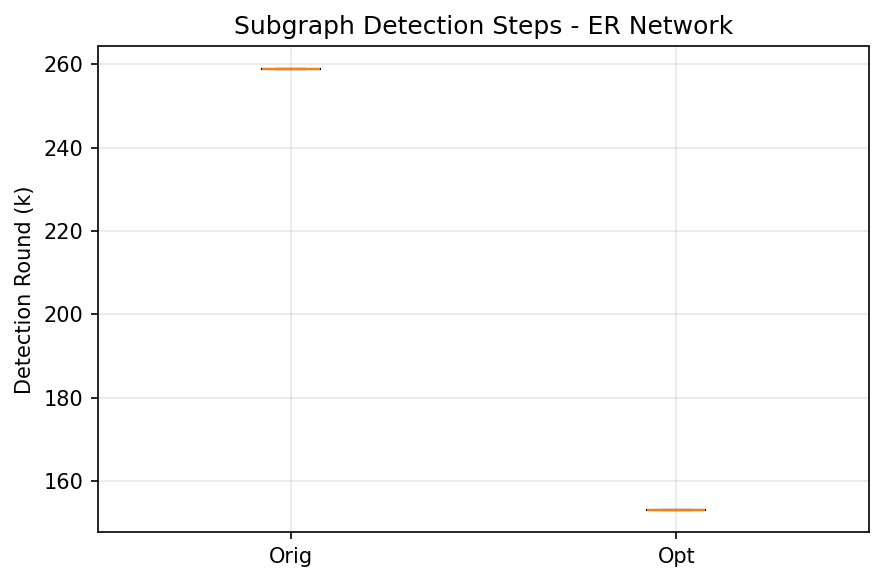 Subgraph Detection Steps - ER Network
Detection Round (k)
260
240
220
200
180
160
Orig
Opt